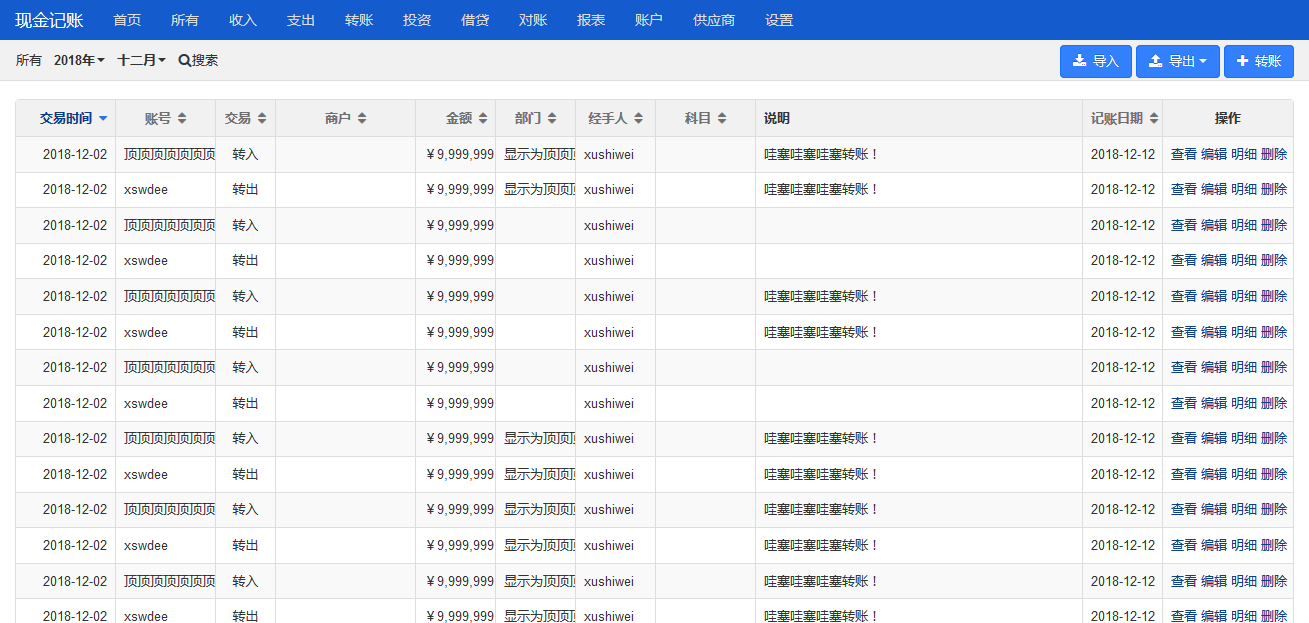 现金记账 首页 所有 收入 支出 转账 投资 借贷 对账 报表 账户 供应商 设置
所有 2018年 十二月 搜索 导入 导出 转账
交易时间 账号 交易 商户 金额 部门 经手人 科目 说明 记账日期 操作
2018-12-02 顶顶顶顶顶顶顶 转入 ￥9,999,999 显示为顶顶顶 xushiwei 哇塞哇塞哇塞转账！ 2018-12-12 查看 编辑 明细 删除
2018-12-02 xswdee 转出 ￥9,999,999 显示为顶顶顶 xushiwei 哇塞哇塞哇塞转账！ 2018-12-12 查看 编辑 明细 删除
2018-12-02 顶顶顶顶顶顶顶 转入 ￥9,999,999 xushiwei 2018-12-12 查看 编辑 明细 删除
2018-12-02 xswdee 转出 ￥9,999,999 xushiwei 2018-12-12 查看 编辑 明细 删除
2018-12-02 顶顶顶顶顶顶顶 转入 ￥9,999,999 xushiwei 哇塞哇塞哇塞转账！ 2018-12-12 查看 编辑 明细 删除
2018-12-02 xswdee 转出 ￥9,999,999 xushiwei 哇塞哇塞哇塞转账！ 2018-12-12 查看 编辑 明细 删除
2018-12-02 顶顶顶顶顶顶顶 转入 ￥9,999,999 xushiwei 2018-12-12 查看 编辑 明细 删除
2018-12-02 xswdee 转出 ￥9,999,999 xushiwei 2018-12-12 查看 编辑 明细 删除
2018-12-02 顶顶顶顶顶顶顶 转入 ￥9,999,999 显示为顶顶顶 xushiwei 哇塞哇塞哇塞转账！ 2018-12-12 查看 编辑 明细 删除
2018-12-02 xswdee 转出 ￥9,999,999 显示为顶顶顶 xushiwei 哇塞哇塞哇塞转账！ 2018-12-12 查看 编辑 明细 删除
2018-12-02 顶顶顶顶顶顶顶 转入 ￥9,999,999 显示为顶顶顶 xushiwei 哇塞哇塞哇塞转账！ 2018-12-12 查看 编辑 明细 删除
2018-12-02 xswdee 转出 ￥9,999,999 显示为顶顶顶 xushiwei 哇塞哇塞哇塞转账！ 2018-12-12 查看 编辑 明细 删除
2018-12-02 顶顶顶顶顶顶顶 转入 ￥9,999,999 显示为顶顶顶 xushiwei 哇塞哇塞哇塞转账！ 2018-12-12 查看 编辑 明细 删除
2018-12-02 xswdee 转出 ￥9,999,999 显示为顶顶顶 xushiwei 哇塞哇塞哇塞转账！ 2018-12-12 查看 编辑 明细 删除